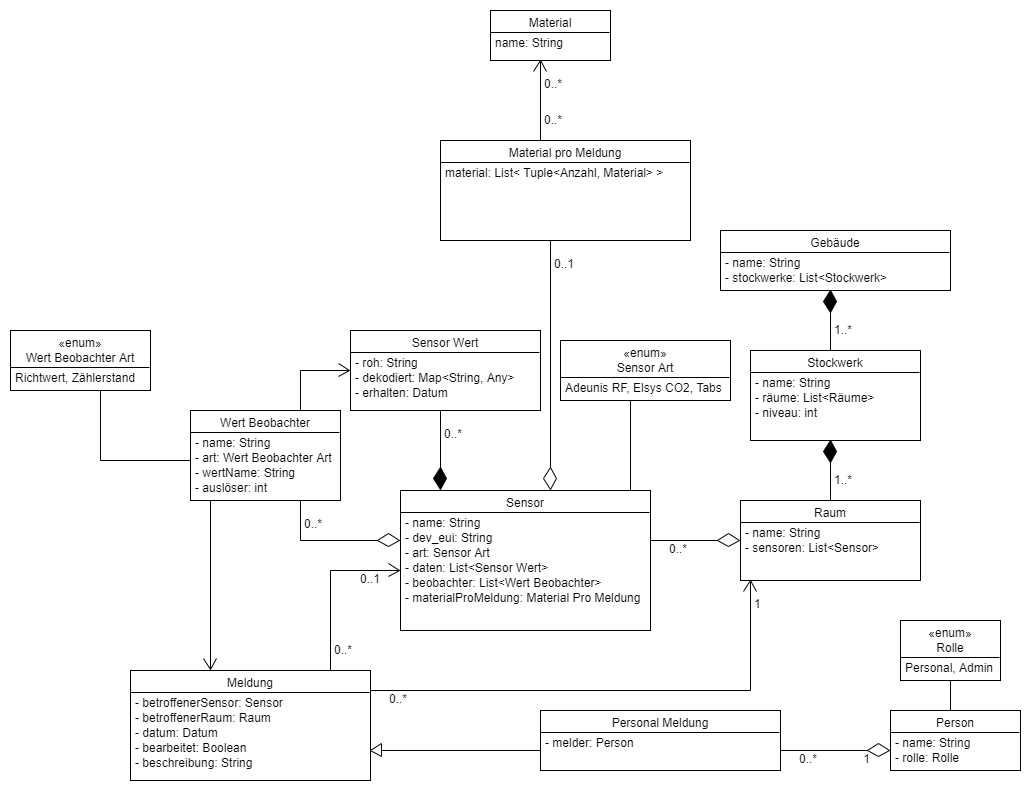 Material
name: String
0..*
0..*
Material pro Meldung
material: List< Tuple<Anzahl, Material> >
0..1
Gebäude
- name: String
- stockwerke: List<Stockwerk>
1..*
«enum»
Wert Beobachter Art
Richtwert, Zählerstand
Sensor Wert
- roh: String
- dekodiert: Map<String, Any>
- erhalten: Datum
0..*
«enum»
Sensor Art
Adeunis RF, Elsys CO2, Tabs
Stockwerk
- name: String
- räume: List<Räume>
- niveau: int
1..*
Wert Beobachter
- name: String
- art: Wert Beobachter Art
- wertName: String
- auslöser: int
0..*
Sensor
- name: String
- dev_eui: String
- art: Sensor Art
- daten: List<Sensor Wert>
- beobachter: List<Wert Beobachter>
- materialProMeldung: Material Pro Meldung
0..*
Raum
- name: String
- sensoren: List<Sensor>
0..1
0..*
1
«enum»
Rolle
Personal, Admin
Meldung
- betroffenerSensor: Sensor
- betroffenerRaum: Raum
- datum: Datum
- bearbeitet: Boolean
- beschreibung: String
0..*
Personal Meldung
- melder: Person
0..*
1
Person
- name: String
- rolle: Rolle